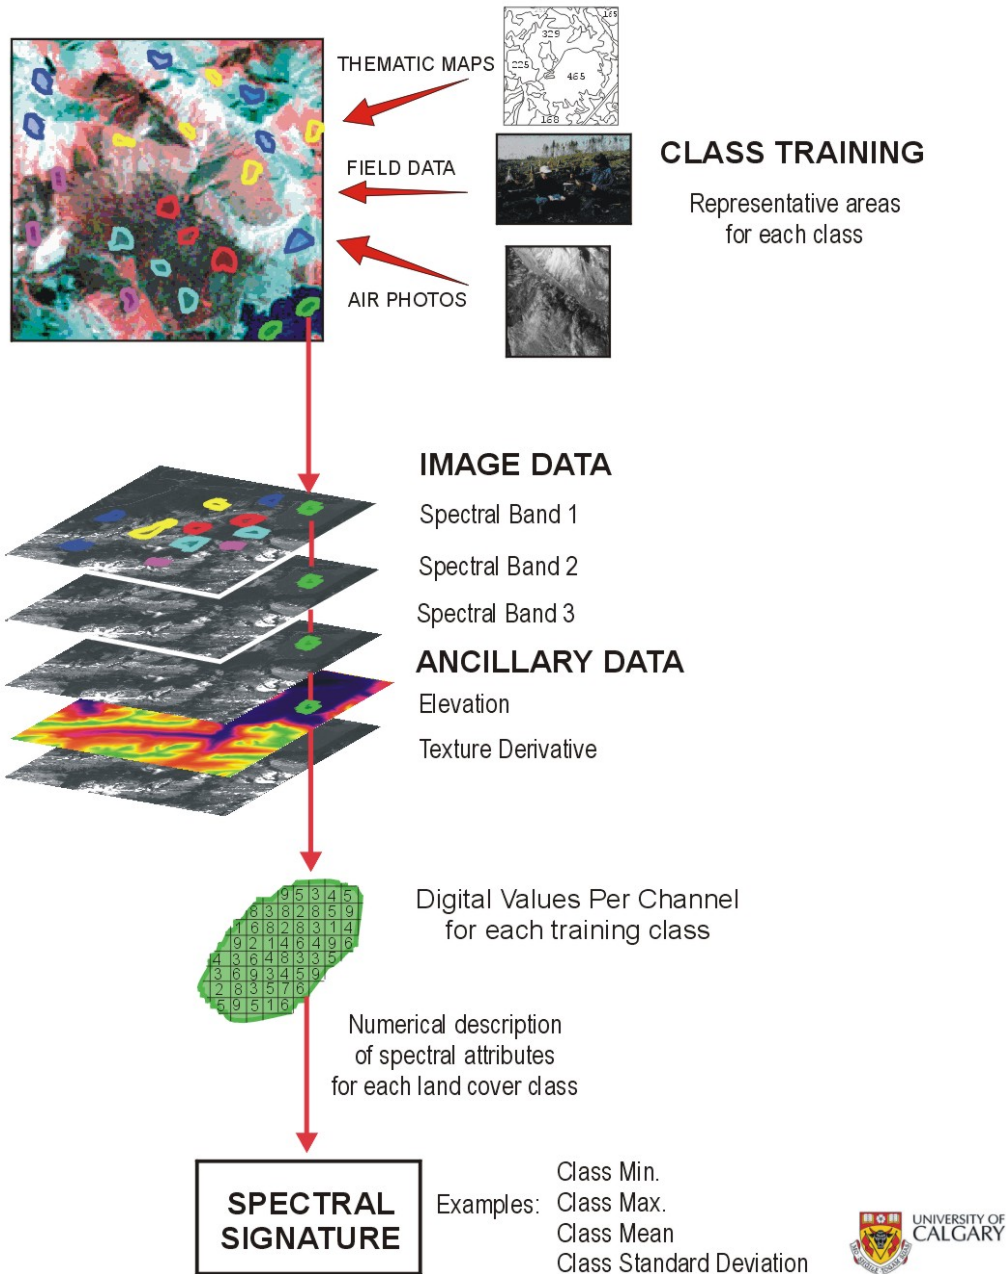 165
329
THEMATIC MAPS
225
465
168
CLASS TRAINING
FIELD DATA
Representative areas
for each class
AIR PHOTOS
IMAGE DATA
Spectral Band 1
Spectral Band 2
Spectral Band 3
ANCILLARY DATA
Elevation
Texture Derivative
9 5 3 4 5
6 3 8 2 8 5 9
1 6 8 2 8 3 1 4
9 2 1 4 6 4 9 6
4 3 6 4 8 3 3 5
3 6 9 3 4 5 9
2 8 3 5 7 6
5 9 5 1 6
Digital Values Per Channel
for each training class
Numerical description
of spectral attributes
for each land cover class
SPECTRAL
SIGNATURE
Examples:
Class Min.
Class Max.
Class Mean
Class Standard Deviation
UNIVERSITY OF
CALGARY